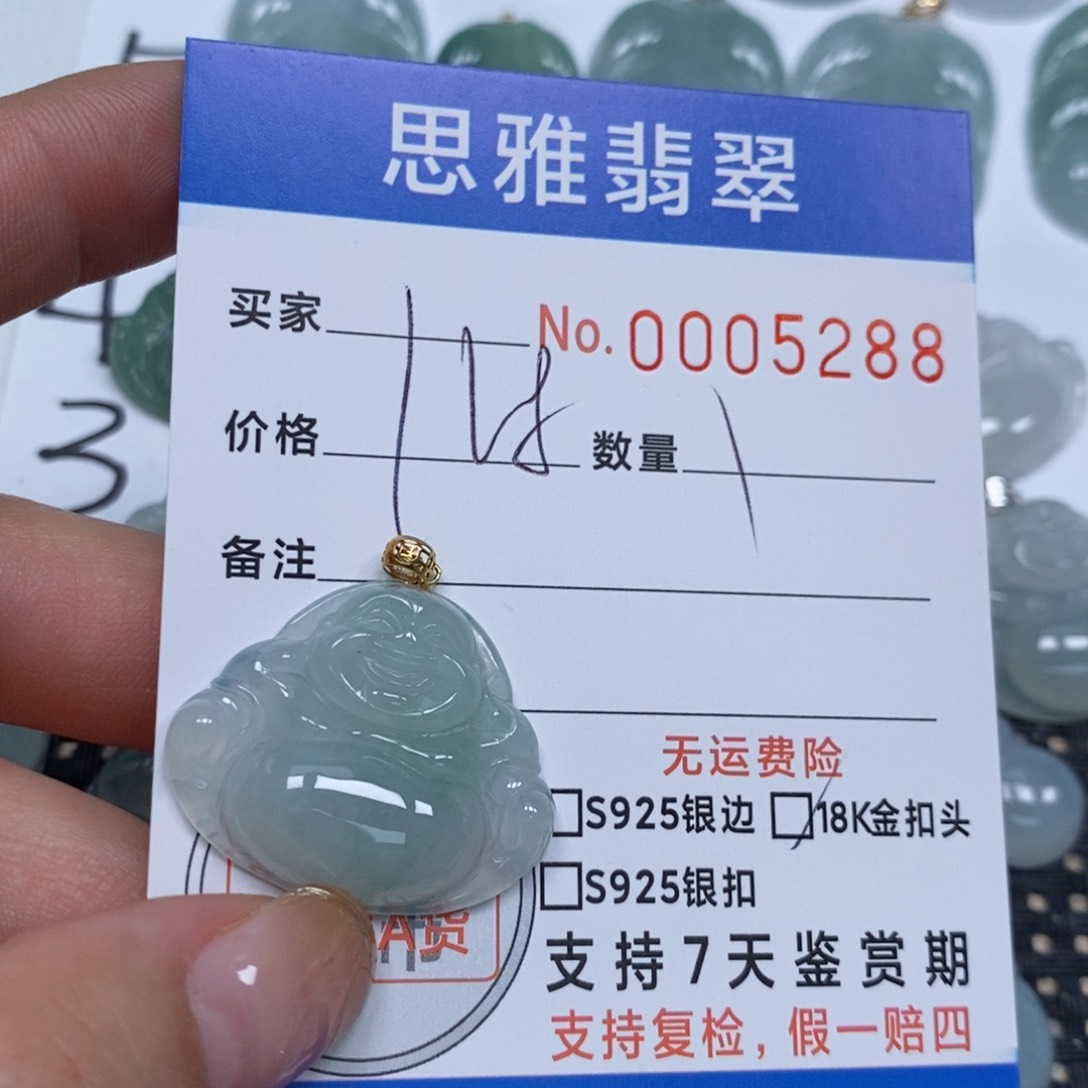 思雅翡翠
买家 No.0005288
价格 数量 1
备注
无运费险
□S925银边 □18K金扣头
□S925银扣
A货
支持7天鉴赏期
支持复检，假一赔四
4
3